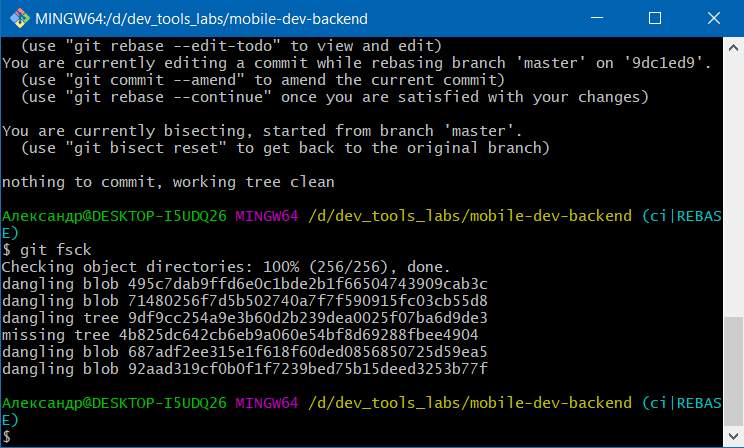 MINGW64:/d/dev_tools_labs/mobile-dev-backend
(use "git rebase --edit-todo" to view and edit)
You are currently editing a commit while rebasing branch 'master' on '9dc1ed9'.
(use "git commit --amend" to amend the current commit)
(use "git rebase --continue" once you are satisfied with your changes)
You are currently bisecting, started from branch 'master'.
(use "git bisect reset" to get back to the original branch)
nothing to commit, working tree clean
Александр@DESKTOP-I5UDQ26 MINGW64 /d/dev_tools_labs/mobile-dev-backend (ci|REBAS
E)
$ git fsck
Checking object directories: 100% (256/256), done.
dangling blob 495c7dab9ffd6e0c1bde2b1f66504743909cab3c
dangling blob 71480256f7d5b502740a7f7f590915fc03cb55d8
dangling tree 9df9cc254a9e3b60d2b239dea0025f07ba6d9de3
missing tree 4b825dc642cb6eb9a060e54bf8d69288fbee4904
dangling blob 687adf2ee315e1f618f60ded0856850725d59ea5
dangling blob 92aad319cf0b0f1f7239bed75b15deed3253b77f
Александр@DESKTOP-I5UDQ26 MINGW64 /d/dev_tools_labs/mobile-dev-backend (ci|REBAS
E)
$